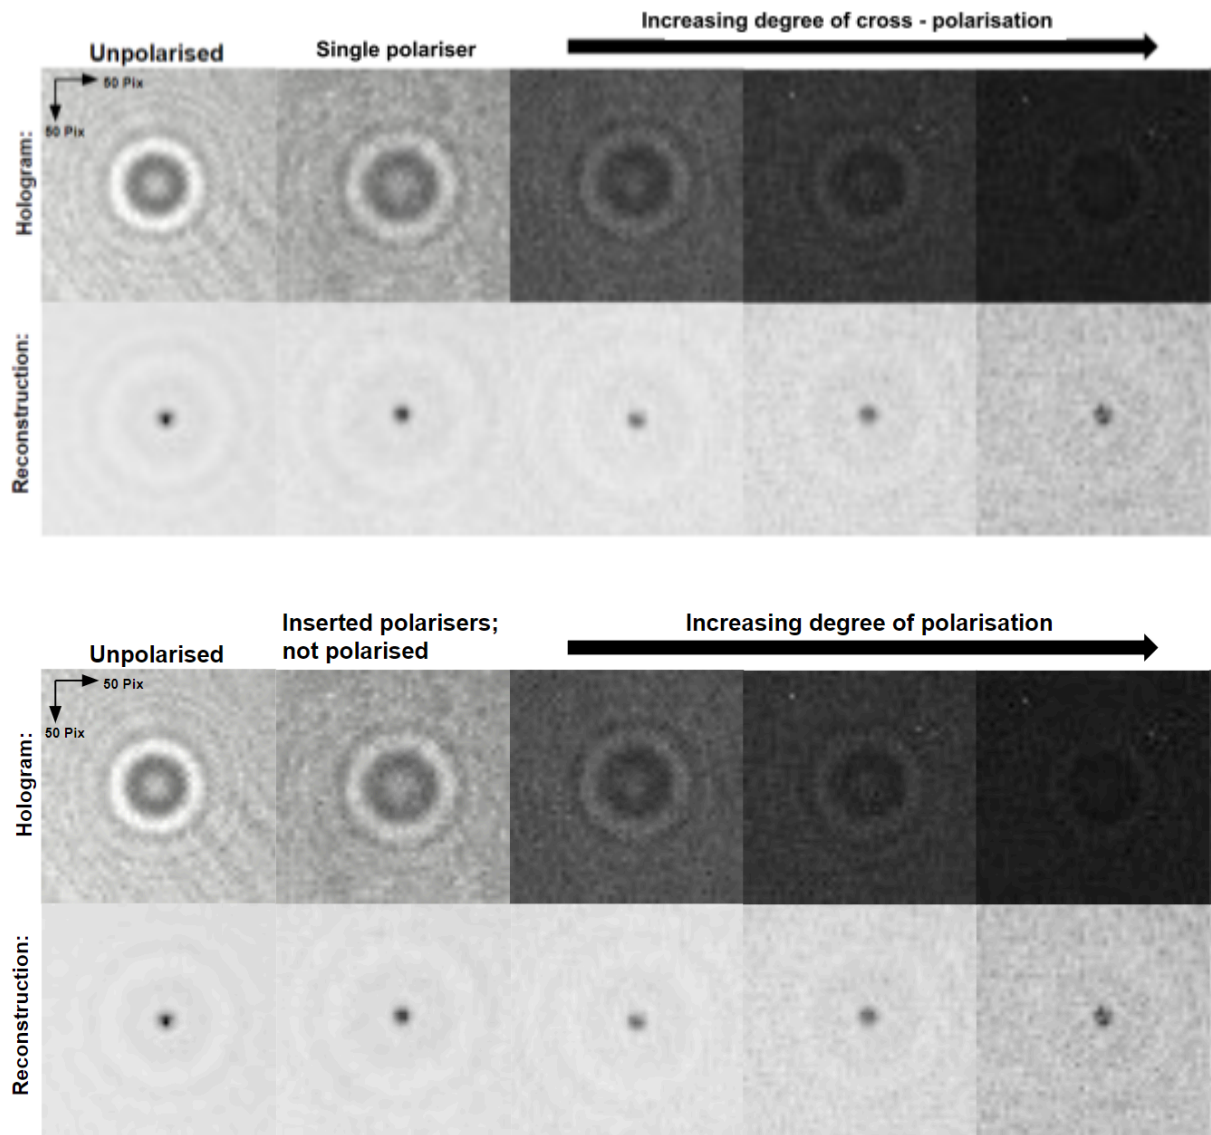 Increasing degree of cross - polarisation
Unpolarised
Single polariser
50 Pix
50 Pix
Hologram:
Reconstruction:
Increasing degree of polarisation
Inserted polarisers;
not polarised
Unpolarised
50 Pix
50 Pix
Hologram:
Reconstruction: